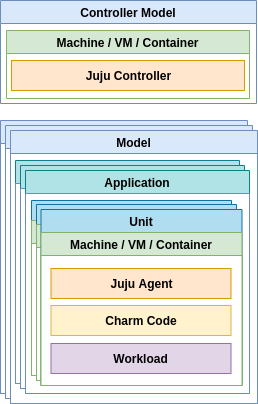 Controller Model
Machine / VM / Container
Juju Controller
Model
Application
Unit
Machine / VM / Container
Juju Agent
Charm Code
Workload